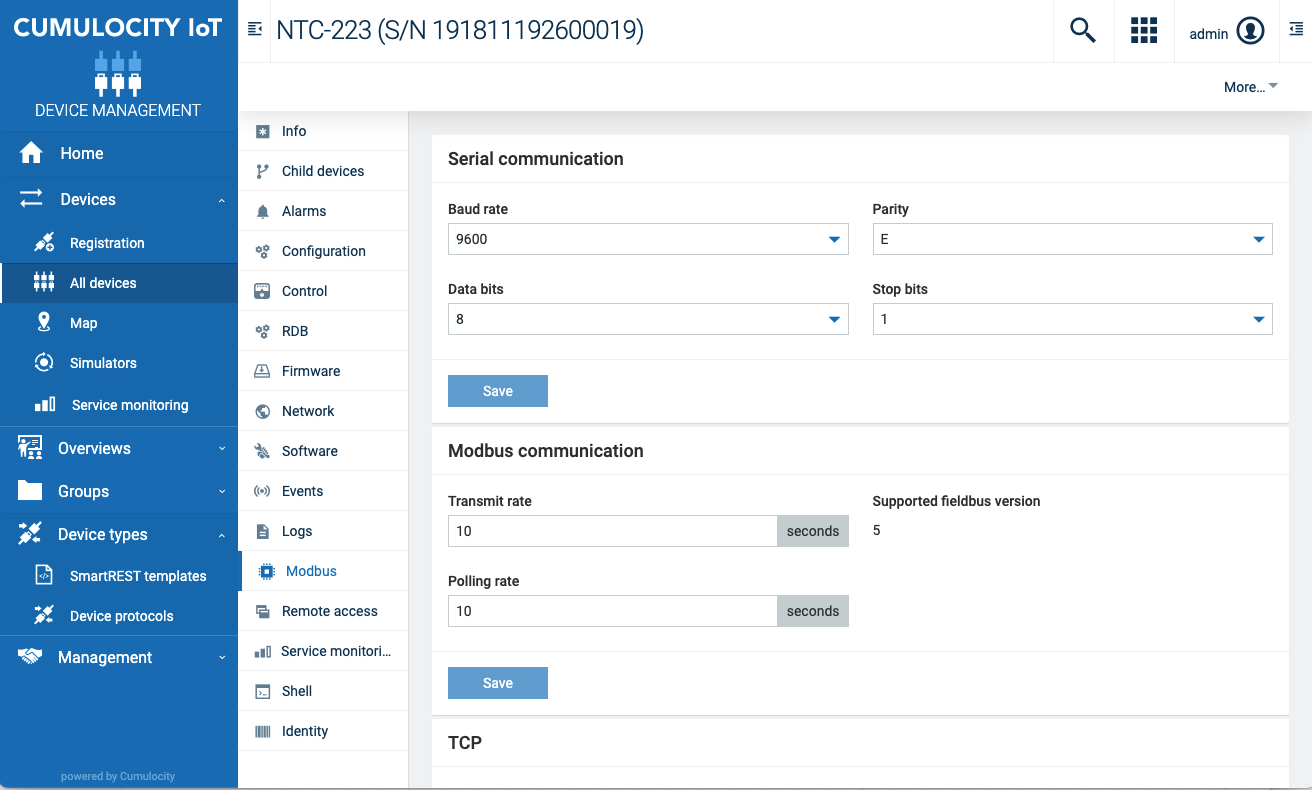 CUMULOCITY IoT
DEVICE MANAGEMENT
Home
Devices
Registration
All devices
Map
Simulators
Service monitoring
Overviews
Groups
Device types
SmartREST templates
Device protocols
Management
powered by Cumulocity
NTC-223 (S/N 191811192600019)
admin
More...
Info
Child devices
Alarms
Configuration
Control
RDB
Firmware
Network
Software
Events
Logs
Modbus
Remote access
Service monitori...
Shell
Identity
Serial communication
Baud rate
Parity
9600
E
Data bits
Stop bits
8
1
Save
Modbus communication
Transmit rate
Supported fieldbus version
10 seconds
5
Polling rate
10 seconds
Save
TCP